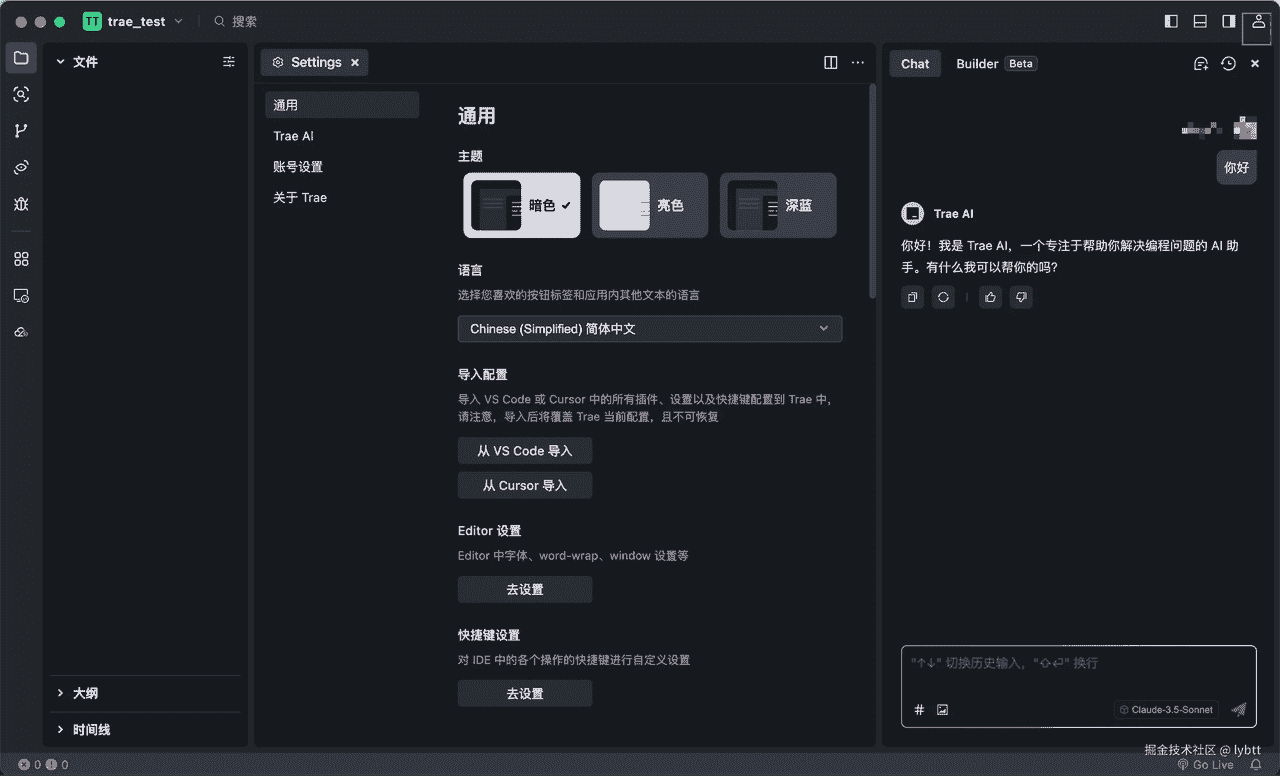 TT trae_test
搜索
文件
大纲
时间线
Settings
通用
Trae AI
账号设置
关于 Trae
通用
主题
暗色
亮色
深蓝
语言
选择您喜欢的按钮标签和应用内其他文本的语言
Chinese (Simplified) 简体中文
导入配置
导入 VS Code 或 Cursor 中的所有插件、设置以及快捷键配置到 Trae 中，
请注意，导入后将覆盖 Trae 当前配置，且不可恢复
从 VS Code 导入
从 Cursor 导入
Editor 设置
Editor 中字体、word-wrap、window 设置等
去设置
快捷键设置
对 IDE 中的各个操作的快捷键进行自定义设置
去设置
Chat
Builder Beta
你好
Trae AI
你好！我是 Trae AI，一个专注于帮助你解决编程问题的 AI 助
手。有什么我可以帮你的吗?
"↑↓" 切换历史输入，"⇧⏎" 换行
#
Claude-3.5-Sonnet
掘金技术社区 @ lybtt
0 0
Go Live